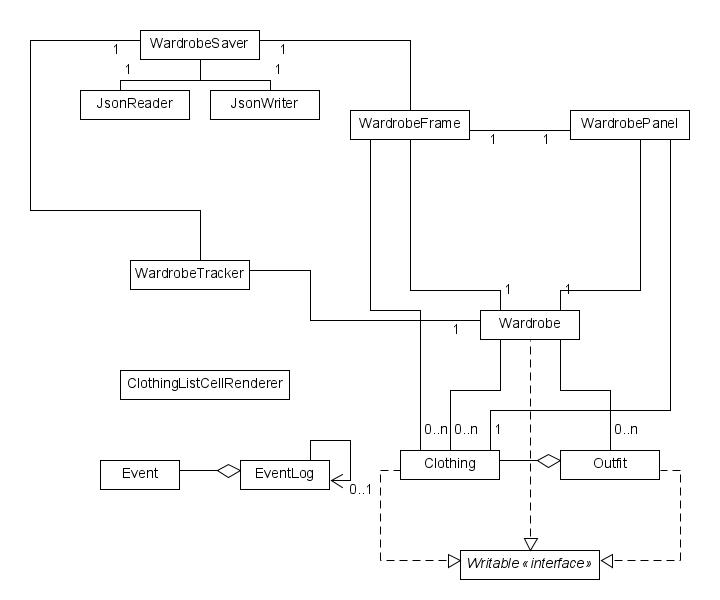 WardrobeSaver
1
1
1
1
JsonReader
JsonWriter
WardrobeFrame
WardrobePanel
1
1
WardrobeTracker
1
1
Wardrobe
1
ClothingListCellRenderer
0..n
0..n
1
0..n
Event
EventLog
Clothing
Outfit
0..1
Writable «interface»